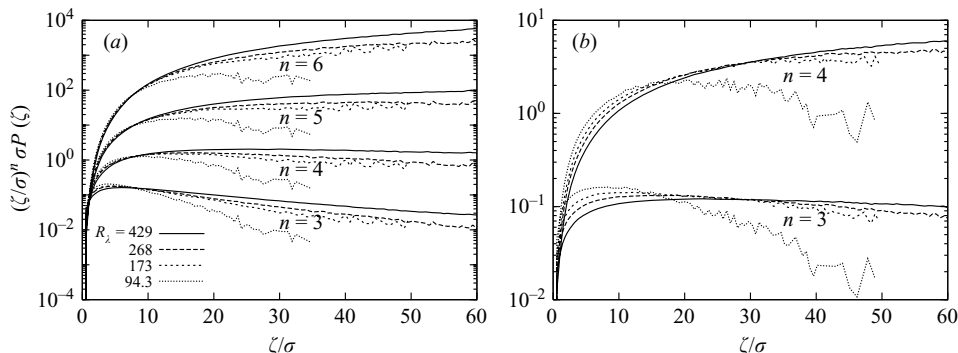 (a)
10^4
10^2
10^0
10^–2
10^–4
(ζ/σ)^n σP (ζ)
n = 6
n = 5
n = 4
n = 3
R_λ = 429
268
173
94.3
0 10 20 30 40 50 60
ζ/σ
(b)
10^1
10^0
10^–1
10^–2
n = 4
n = 3
0 10 20 30 40 50 60
ζ/σ